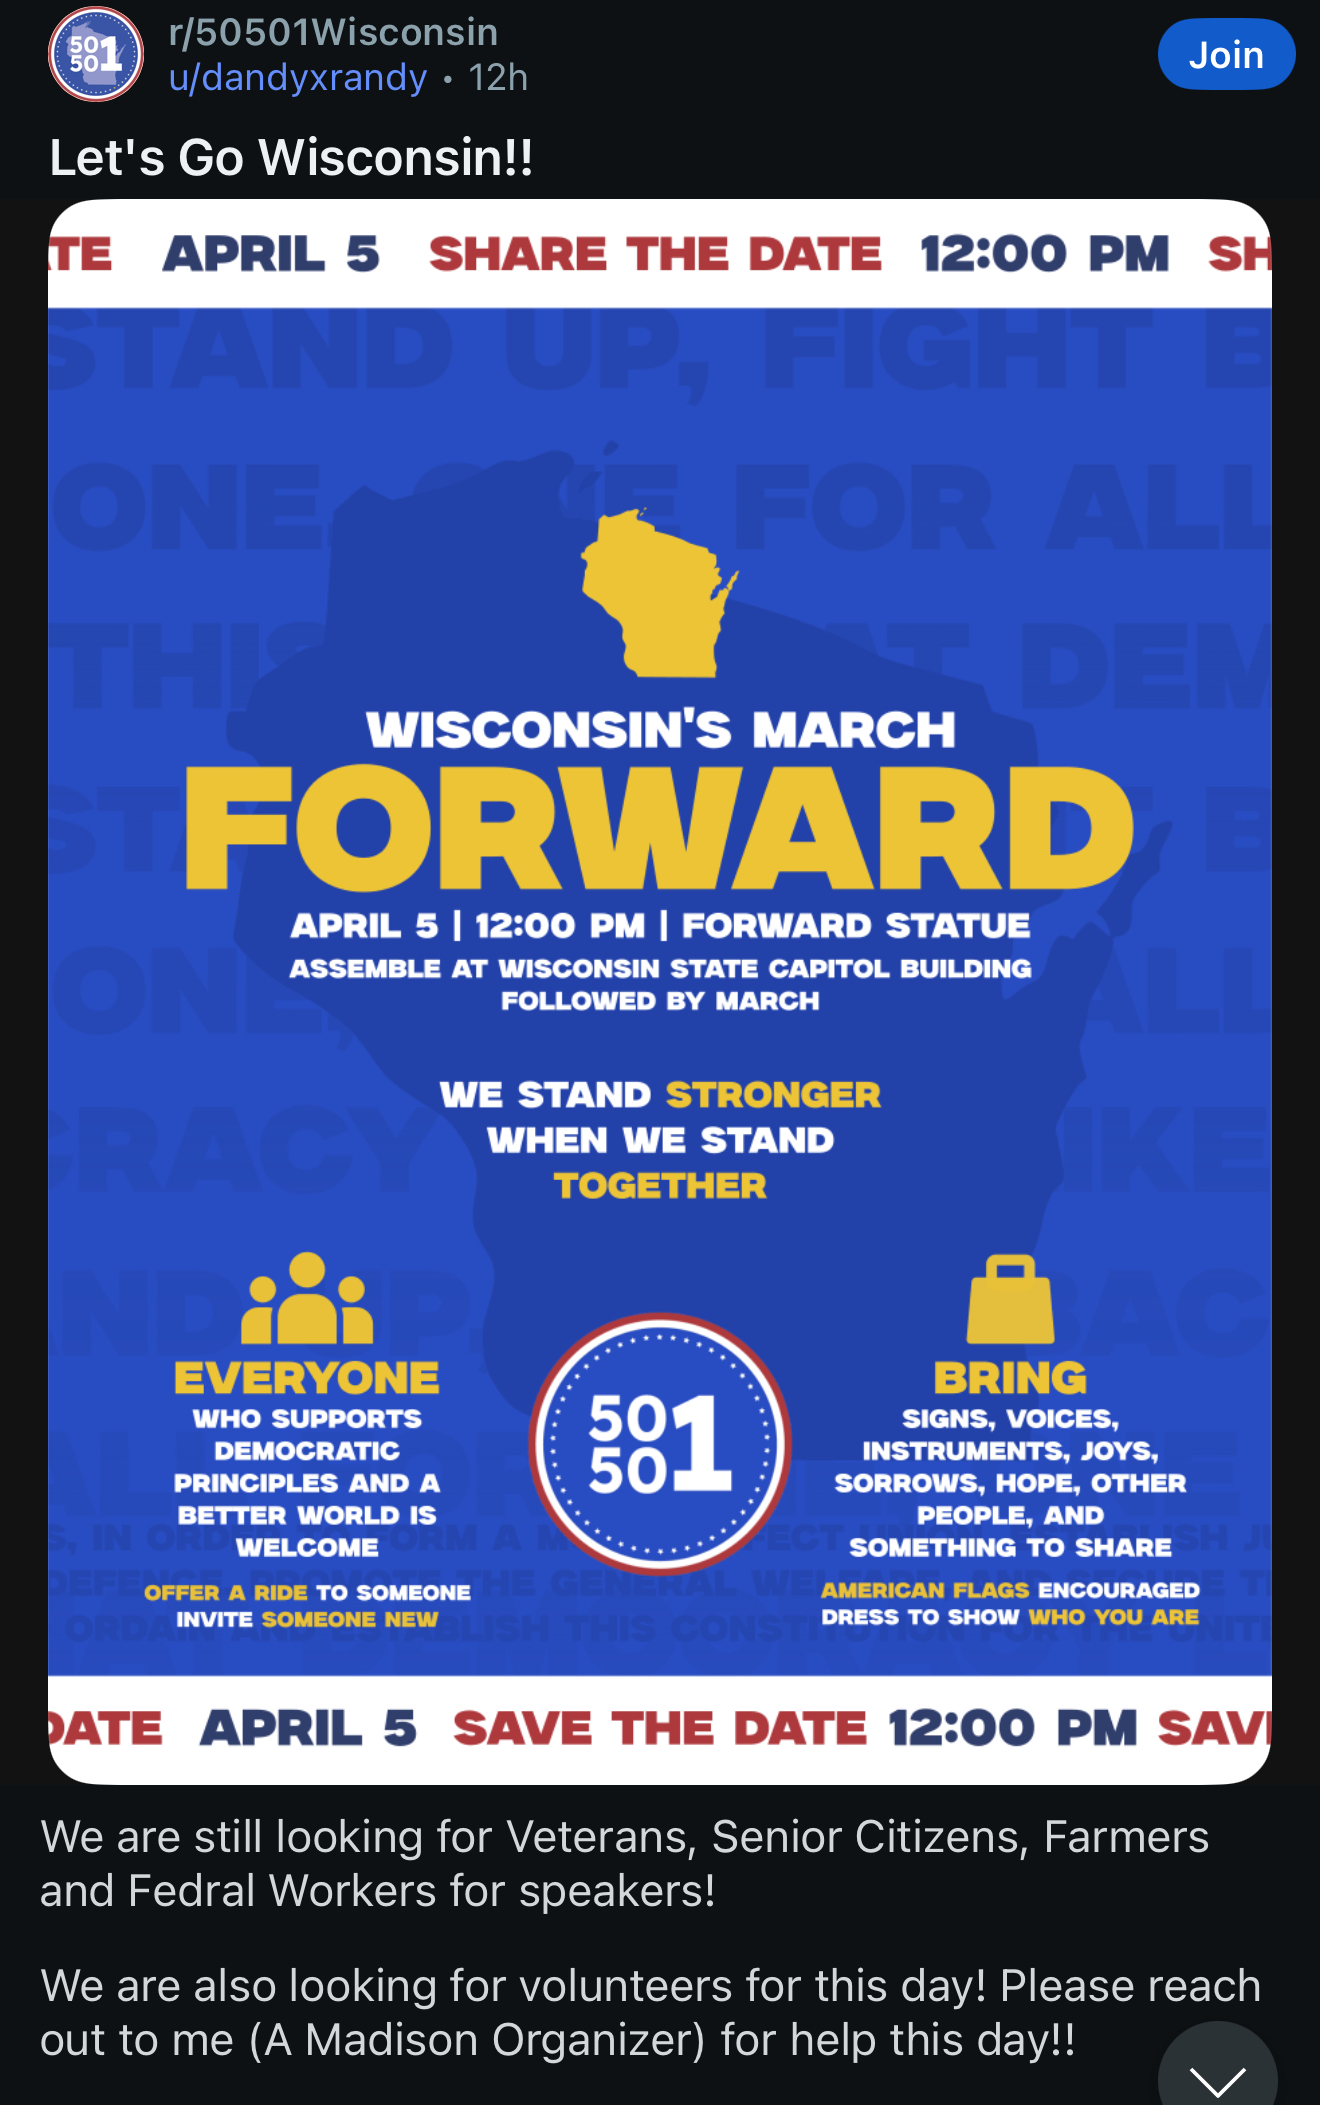 r/50501Wisconsin
u/dandyxrandy • 12h
Join
Let's Go Wisconsin!!
APRIL 5 SHARE THE DATE 12:00 PM
STAND UP, FIGHT
ONE, FOR ALL
WISCONSIN'S MARCH
FORWARD
APRIL 5 | 12:00 PM | FORWARD STATUE
ASSEMBLE AT WISCONSIN STATE CAPITOL BUILDING
FOLLOWED BY MARCH
WE STAND STRONGER
WHEN WE STAND
TOGETHER
EVERYONE
WHO SUPPORTS
DEMOCRATIC
PRINCIPLES AND A
BETTER WORLD IS
WELCOME
OFFER A RIDE TO SOMEONE
INVITE SOMEONE NEW
50
50
1
BRING
SIGNS, VOICES,
INSTRUMENTS, JOYS,
SORROWS, HOPE, OTHER
PEOPLE, AND
SOMETHING TO SHARE
AMERICAN FLAGS ENCOURAGED
DRESS TO SHOW WHO YOU ARE
DATE APRIL 5 SAVE THE DATE 12:00 PM
We are still looking for Veterans, Senior Citizens, Farmers
and Fedral Workers for speakers!
We are also looking for volunteers for this day! Please reach
out to me (A Madison Organizer) for help this day!!